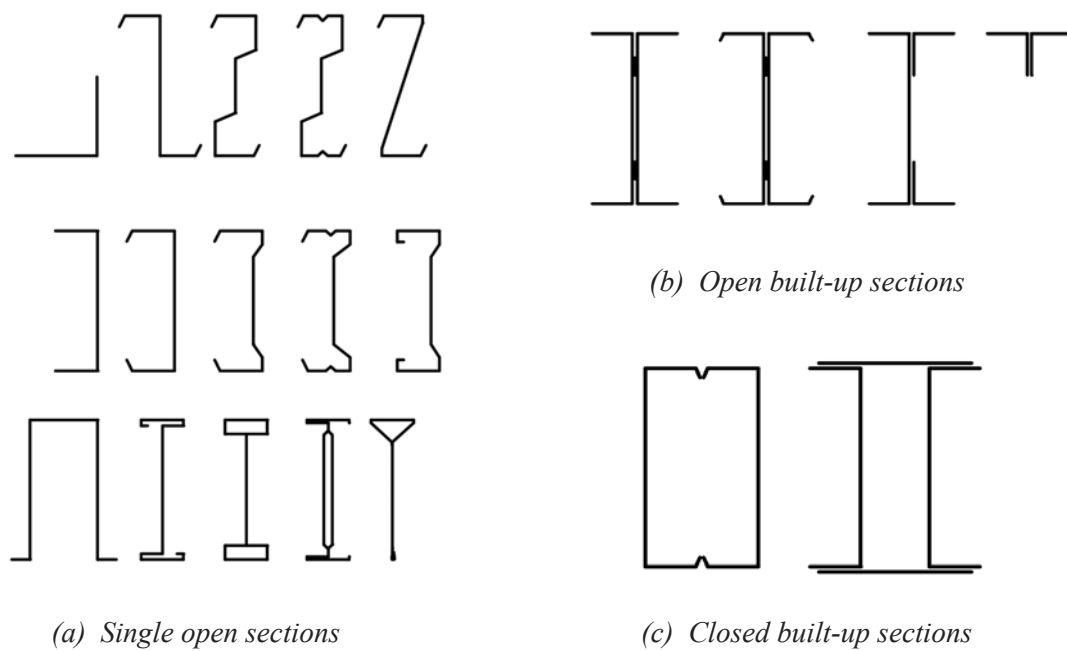 (b) Open built-up sections
(a) Single open sections
(c) Closed built-up sections